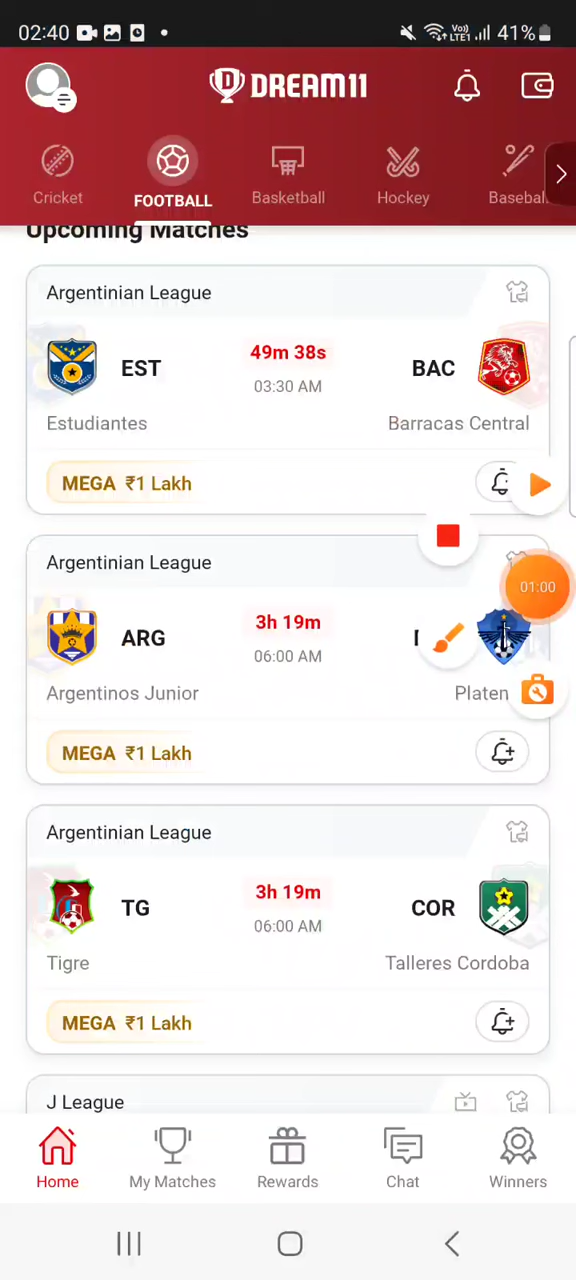 02:40 Vo) LTE1 41%
DREAM11
Cricket FOOTBALL Basketball Hockey Basebal
Upcoming Matches
Argentinian League
EST 49m 38s BAC
03:30 AM
Estudiantes Barracas Central
MEGA ₹1 Lakh
Argentinian League
01:00
ARG 3h 19m
06:00 AM
Argentinos Junior Platen
MEGA ₹1 Lakh
Argentinian League
TG 3h 19m COR
06:00 AM
Tigre Talleres Cordoba
MEGA ₹1 Lakh
J League
Home My Matches Rewards Chat Winners